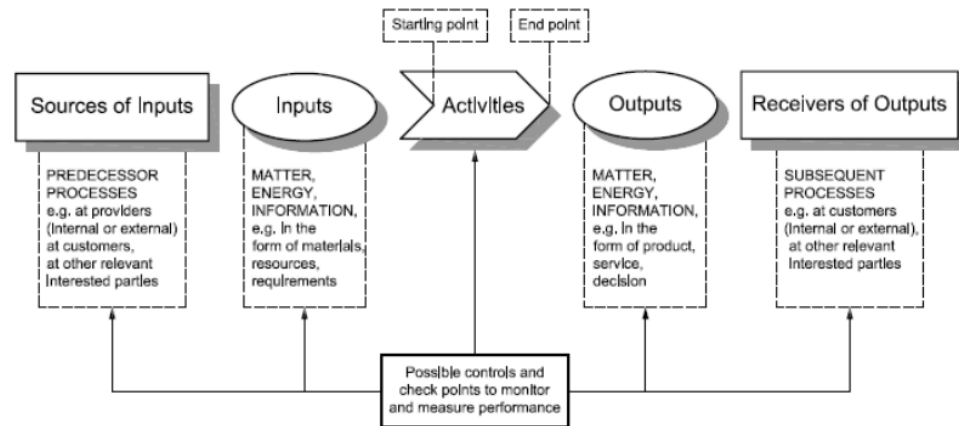 Starting point
End point
Sources of Inputs
Inputs
Activities
Outputs
Receivers of Outputs
PREDECESSOR
PROCESSES
e.g. at providers
(Internal or external)
at customers,
at other relevant
Interested parties
MATTER,
ENERGY,
INFORMATION,
e.g. In the
form of materials,
resources,
requirements
MATTER,
ENERGY,
INFORMATION,
e.g. In the
form of product,
service,
decision
SUBSEQUENT
PROCESSES
e.g. at customers
(Internal or external),
at other relevant
Interested parties
Possible controls and
check points to monitor
and measure performance